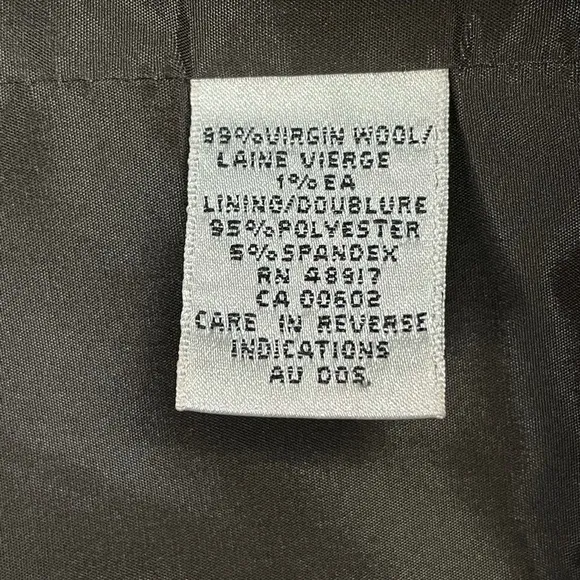 99% VIRGIN WOOL/
LAINE VIERGE
1% EA
LINING/DOUBLURE
95% POLYESTER
5% SPANDEX
RN 48917
CA 00602
CARE IN REVERSE
INDICATIONS
AU DOS.